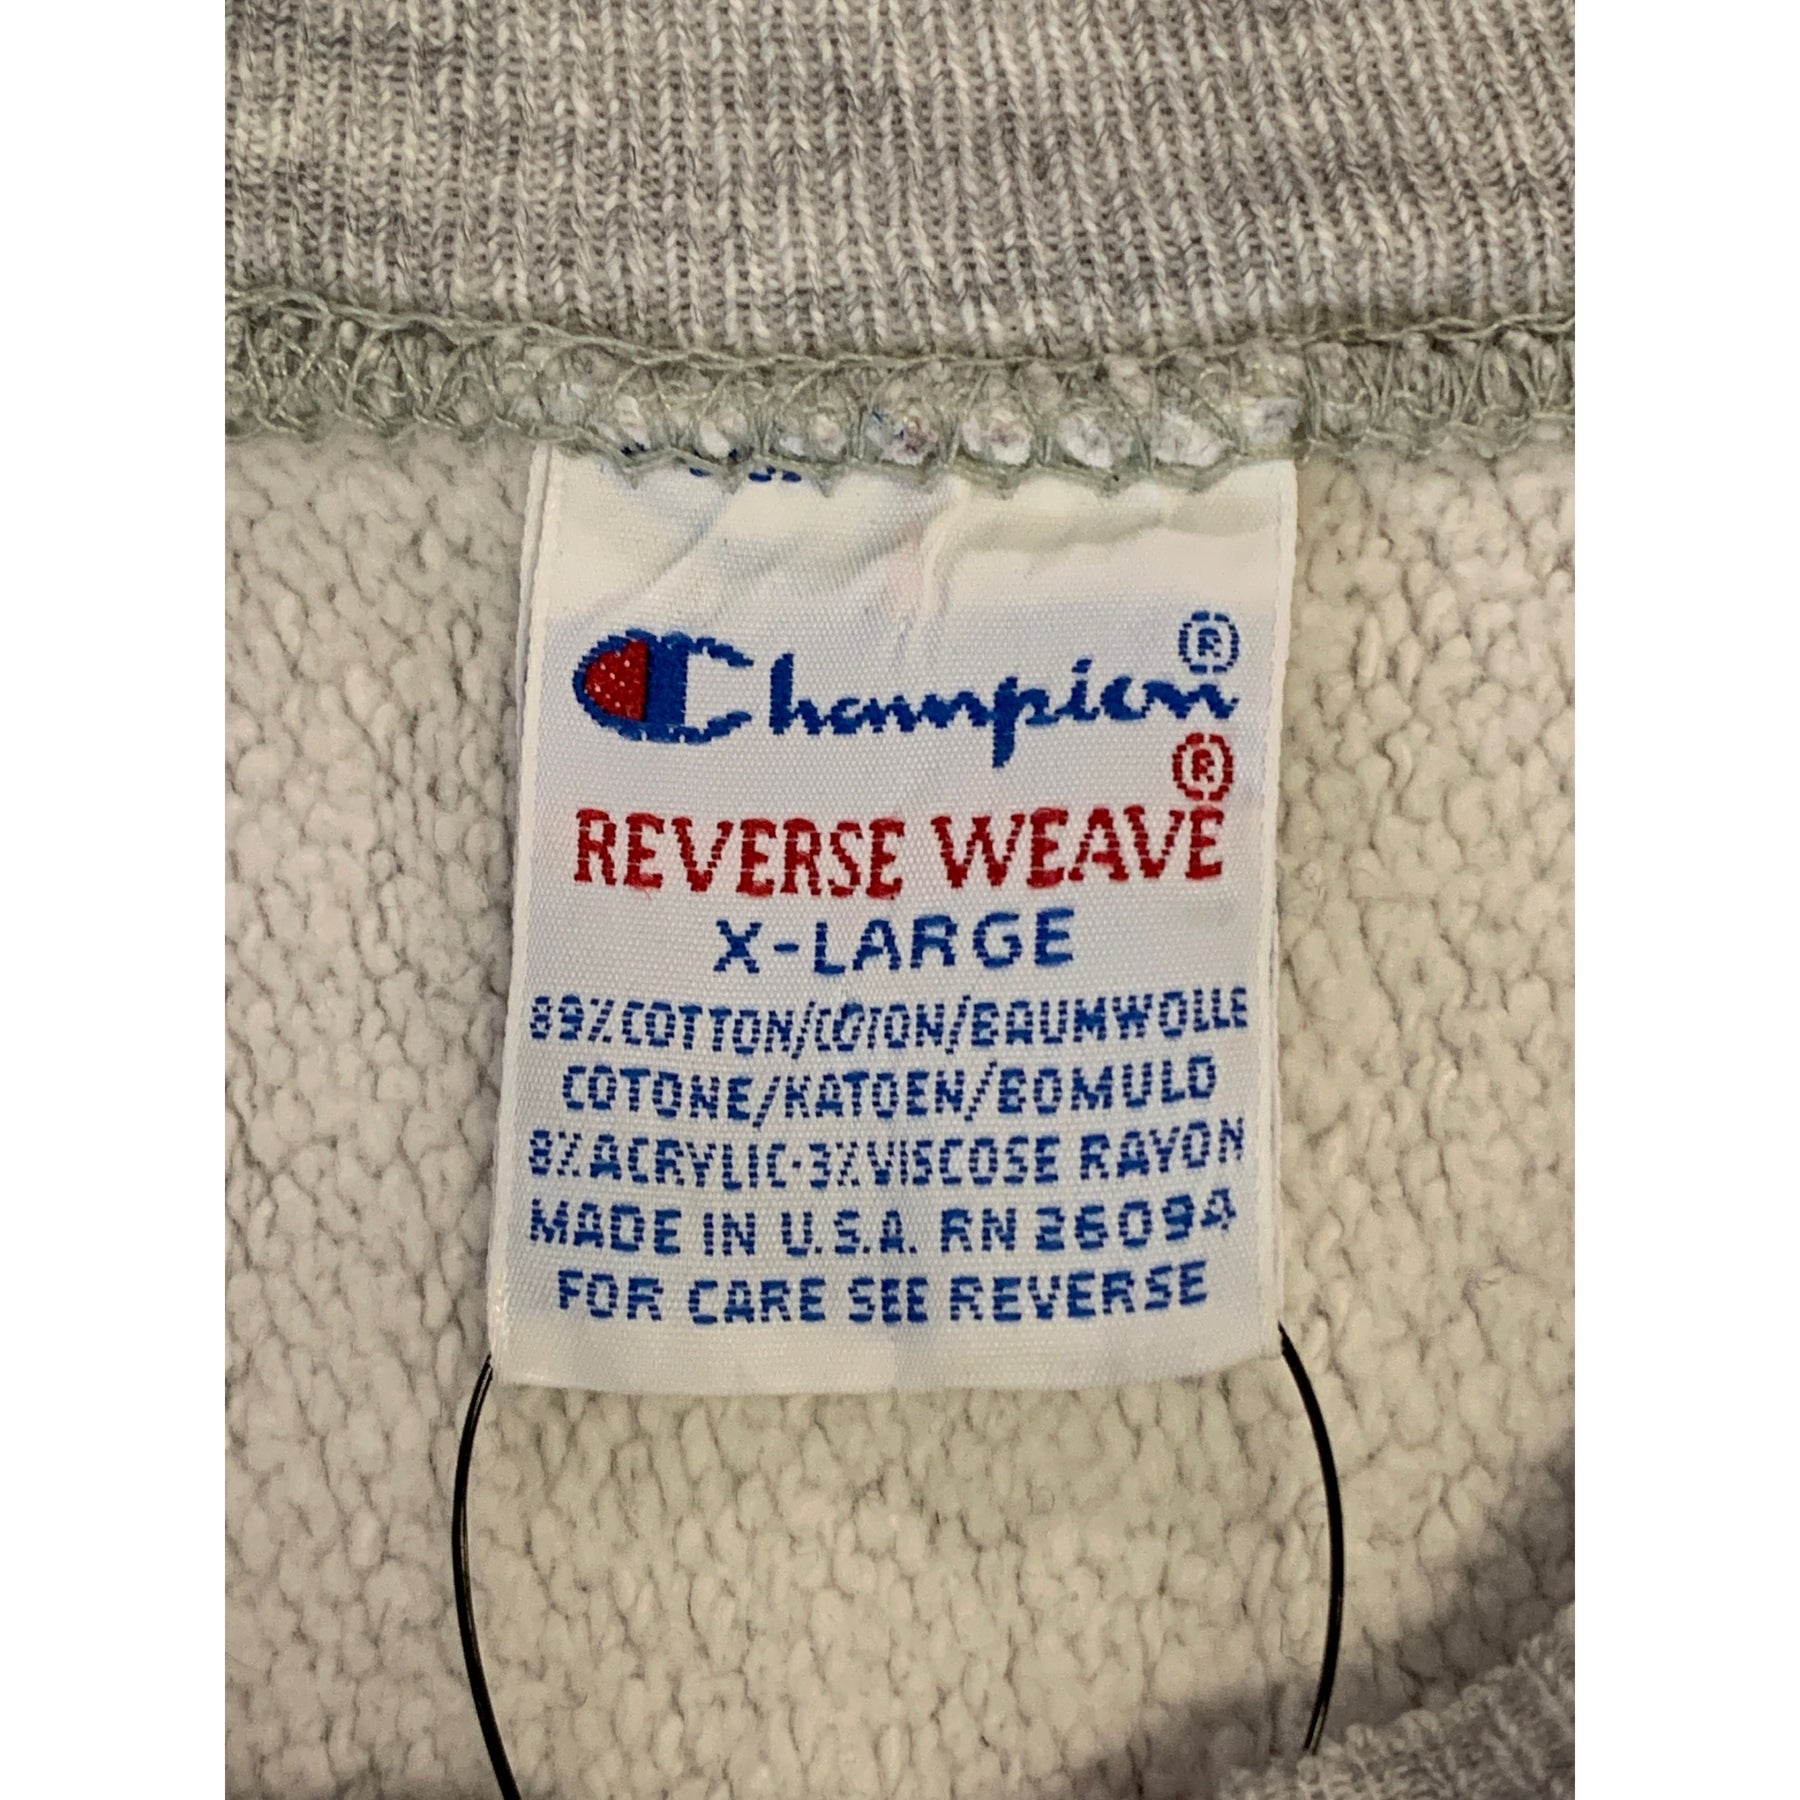 Champion®
REVERSE WEAVE®
X-LARGE
89% COTTON/COTON/BAUMWOLLE
COTONE/KATOEN/BOMULD
8% ACRYLIC·3% VISCOSE RAYON
MADE IN U.S.A. RN 26094
FOR CARE SEE REVERSE